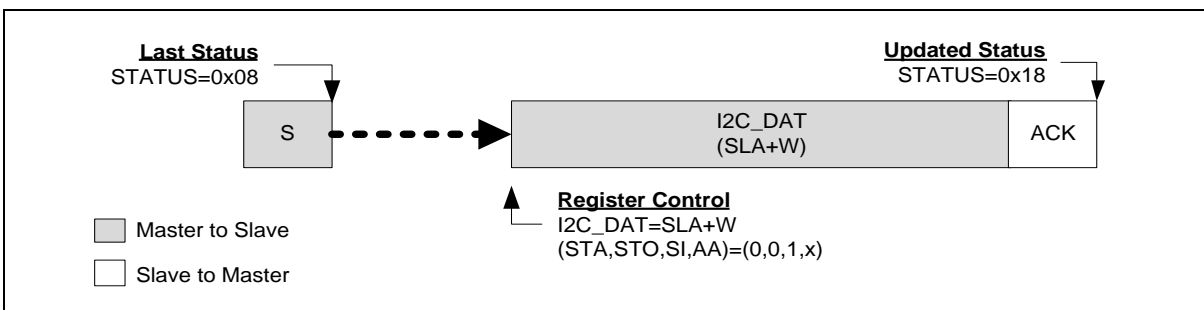 Last Status
STATUS=0x08
Updated Status
STATUS=0x18
S
I2C_DAT
(SLA+W)
ACK
Register Control
I2C_DAT=SLA+W
(STA,STO,SI,AA)=(0,0,1,x)
Master to Slave
Slave to Master